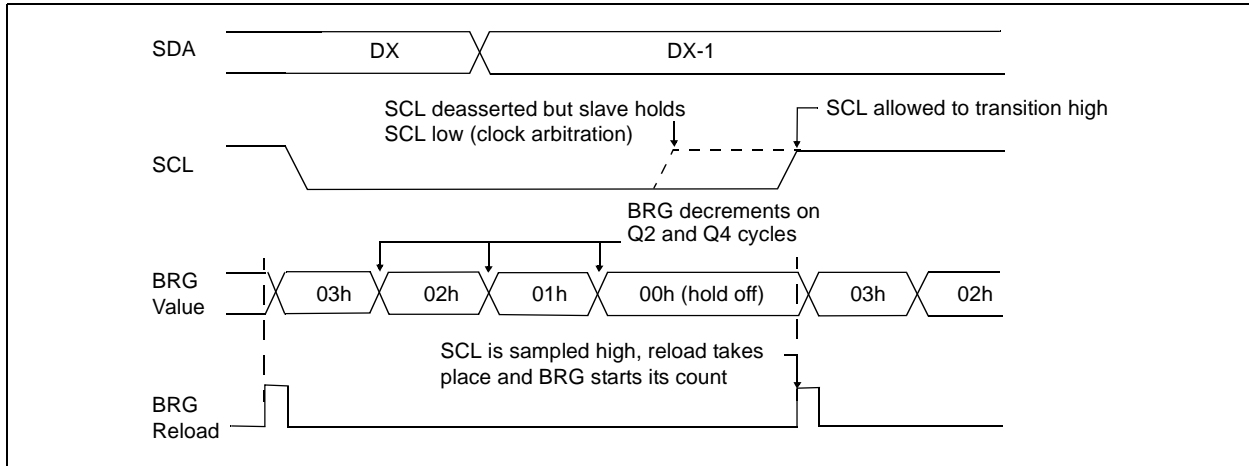 SDA
DX
DX-1
SCL deasserted but slave holds
SCL low (clock arbitration)
SCL allowed to transition high
SCL
BRG decrements on
Q2 and Q4 cycles
BRG
Value
03h
02h
01h
00h (hold off)
03h
02h
SCL is sampled high, reload takes
place and BRG starts its count
BRG
Reload